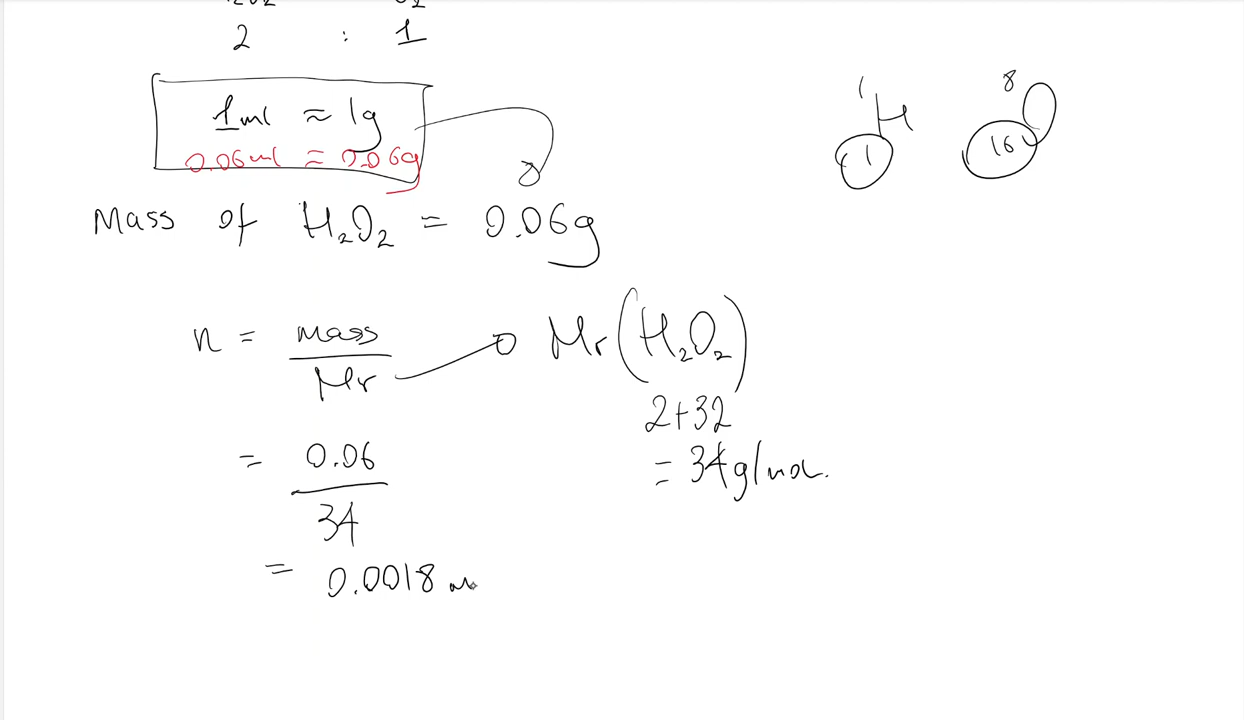 2 : 1
1ml ≈ 1g
0.06ml ≈ 0.06g
Mass of H₂O₂ = 0.06g
1 H 1
8 O 16
n = mass / Mr
Mr(H₂O₂)
2+32
= 34g/mol.
= 0.06 / 34
= 0.0018 m